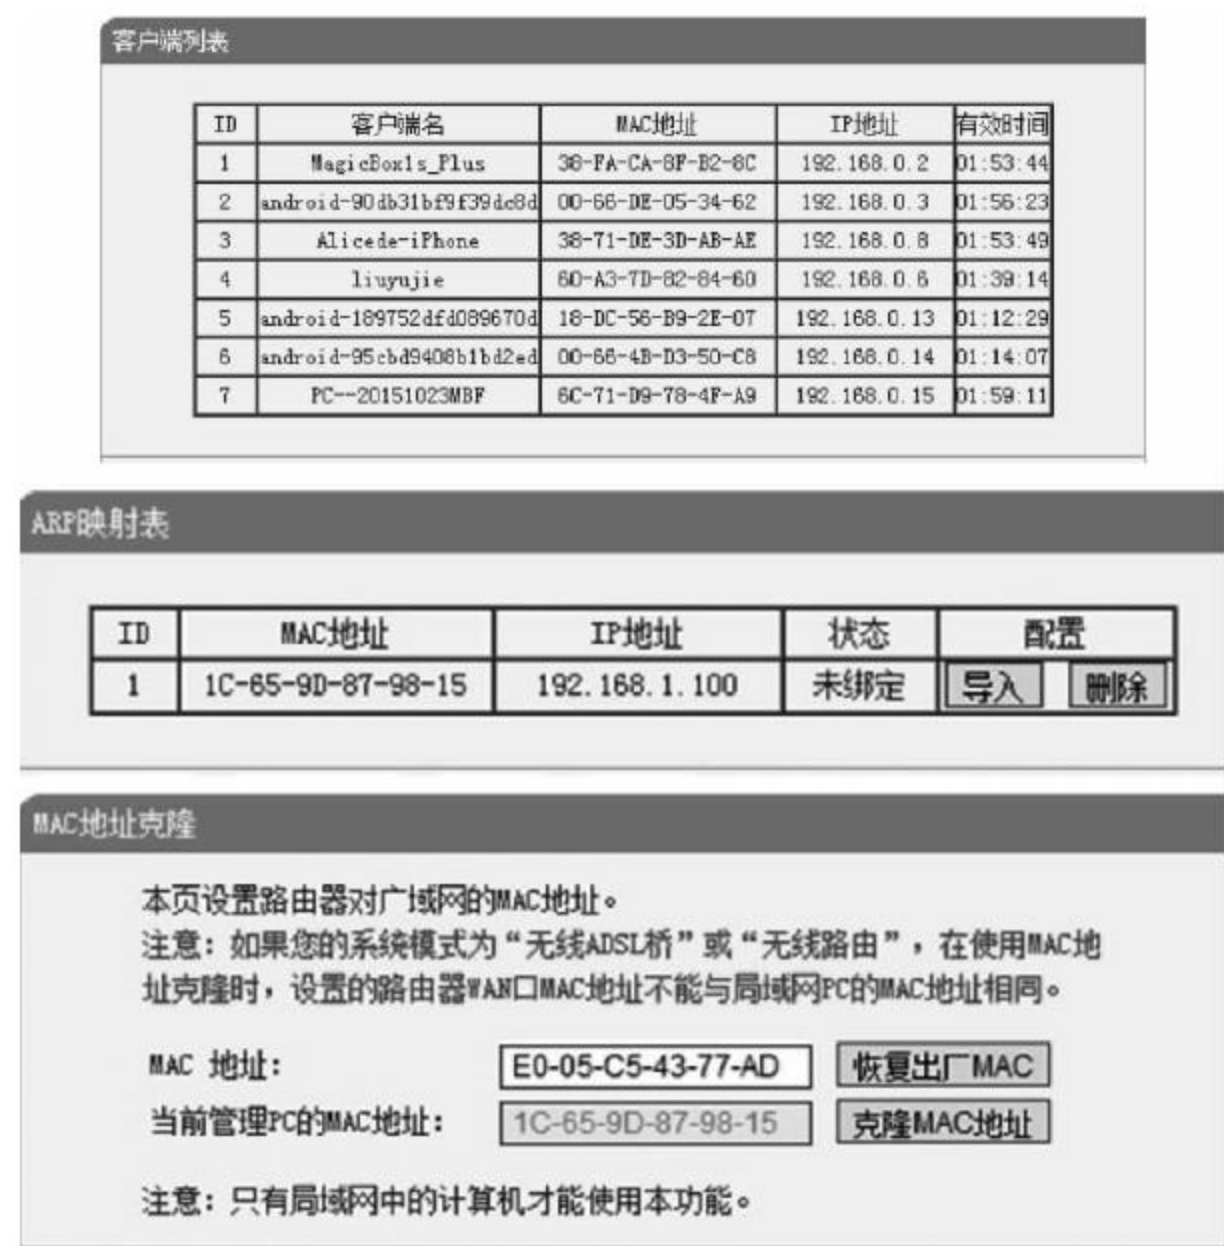 客户端列表
ID 客户端名 MAC地址 IP地址 有效时间
1 MagicBox1s_Plus 38-FA-CA-8F-B2-8C 192.168.0.2 01:53:44
2 android-90db31bf9f39dc8d 00-66-DE-05-34-62 192.168.0.3 01:56:23
3 Alicede-iPhone 38-71-DE-3D-AB-AE 192.168.0.8 01:53:49
4 liuyujie 60-A3-7D-82-84-60 192.168.0.6 01:39:14
5 android-189752dfd089670d 18-DC-56-B9-2E-07 192.168.0.13 01:12:29
6 android-95cbd9408b1bd2ed 00-66-4B-D3-50-C8 192.168.0.14 01:14:07
7 PC--20151023MBF 6C-71-D9-78-4F-A9 192.168.0.15 01:59:11
ARP映射表
ID MAC地址 IP地址 状态 配置
1 1C-65-9D-87-98-15 192.168.1.100 未绑定 导入 删除
MAC地址克隆
本页设置路由器对广域网的MAC地址。
注意：如果您的系统模式为“无线ADSL桥”或“无线路由”，在使用MAC地
址克隆时，设置的路由器WAN口MAC地址不能与局域网PC的MAC地址相同。
MAC 地址： E0-05-C5-43-77-AD 恢复出厂MAC
当前管理PC的MAC地址： 1C-65-9D-87-98-15 克隆MAC地址
注意：只有局域网中的计算机才能使用本功能。